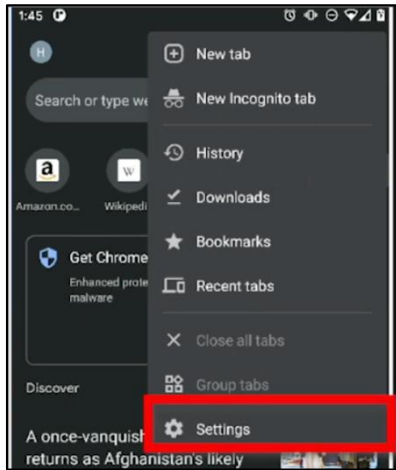 1:45
H
New tab
Search or type we
New Incognito tab
History
a
W
Amazon.co...
Wikipedi
Downloads
Get Chrome
Enhanced prote
malware
Bookmarks
Recent tabs
Close all tabs
Group tabs
Discover
Settings
A once-vanquish
returns as Afghanistan's likely